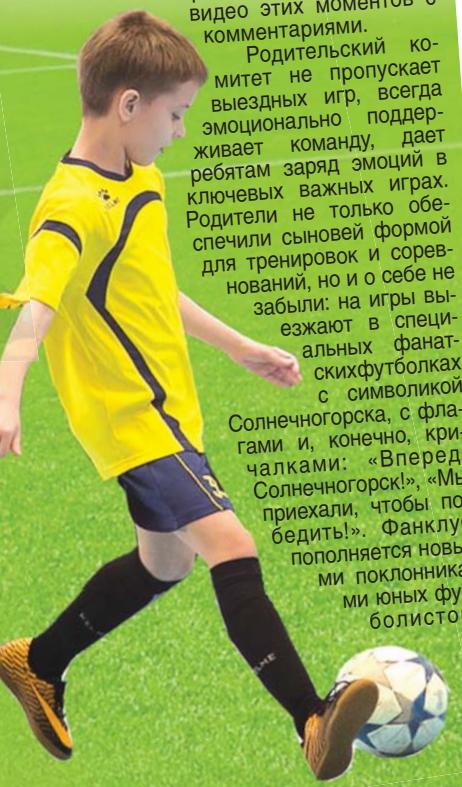 видео этих моментов с
комментариями.
Родительский ко-
митет не пропускает
выездных игр, всегда
эмоционально поддер-
живает команду, дает
ребятам заряд эмоций в
ключевых важных играх.
Родители не только обе-
спечили сыновей формой
для тренировок и сорев-
нований, но и о себе не
забыли: на игры вы-
езжают в специ-
альных фанат-
скихфутболках
с символикой
Солнечногорска, с фла-
гами и, конечно, кри-
чалками: «Вперед,
Солнечногорск!», «Мы
приехали, чтобы по-
бедить!». Фанклу
пополняется новы-
ми поклонника-
ми юных фу
болисто